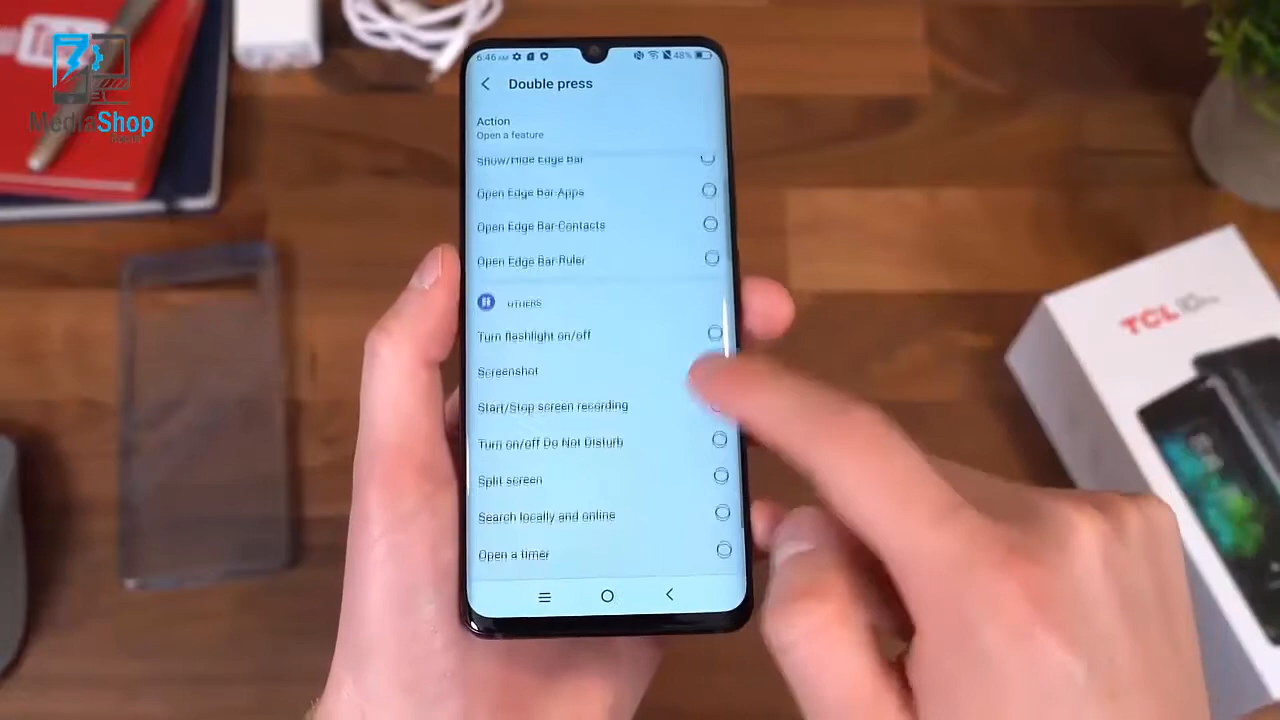 MediaShop
6:46 AM
48%
Double press
Action
Open a feature
Show/Hide Edge Bar
Open Edge Bar-Apps
Open Edge Bar-Contacts
Open Edge Bar-Ruler
OTHERS
Turn flashlight on/off
Screenshot
Start/Stop screen recording
Turn on/off Do Not Disturb
Split screen
Search locally and online
Open a timer
TCL